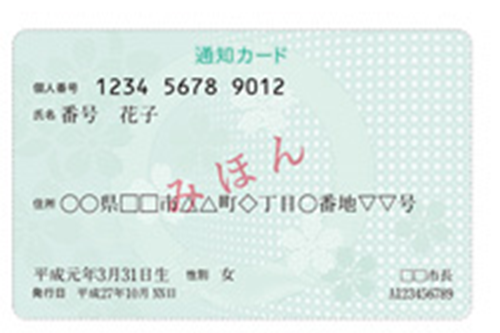 通知カード
個人番号 1234 5678 9012
氏名 番号 花子
みほん
住所 ○○県□□市△△町◇丁目○番地▽▽号
平成元年3月31日生 性別 女 □□市長
発行日 平成27年10月XX日 A123456789